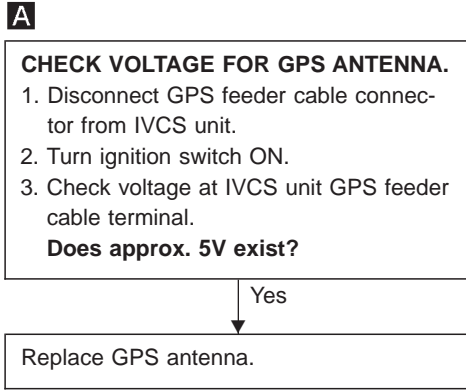 A
CHECK VOLTAGE FOR GPS ANTENNA.
1. Disconnect GPS feeder cable connec-
tor from IVCS unit.
2. Turn ignition switch ON.
3. Check voltage at IVCS unit GPS feeder
cable terminal.
Does approx. 5V exist?
Yes
Replace GPS antenna.